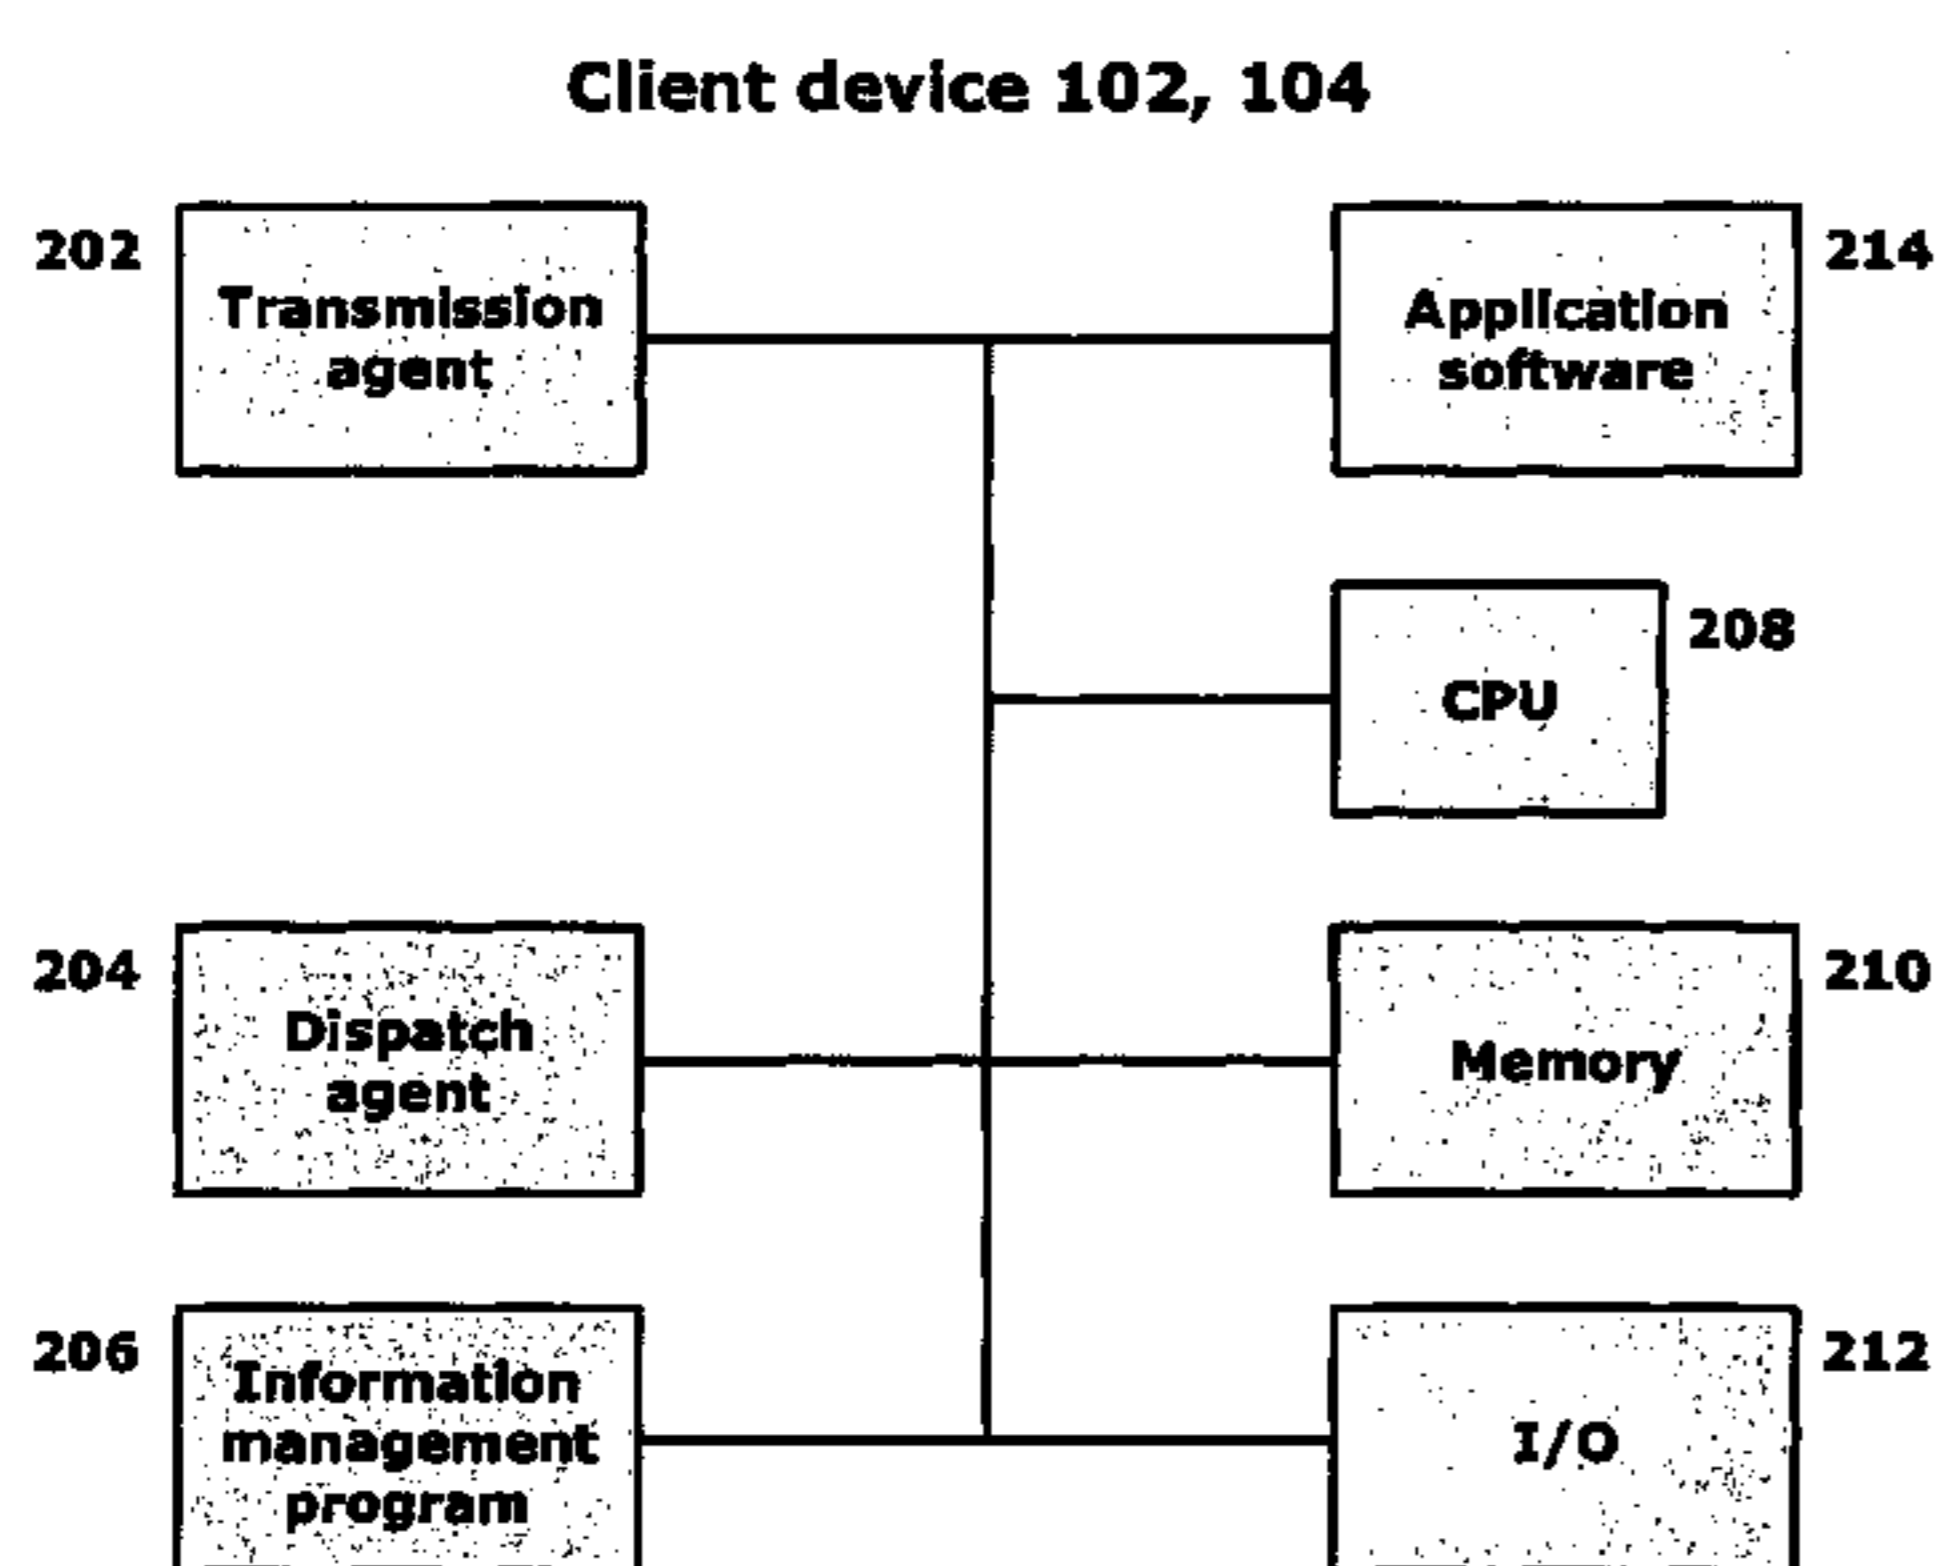 Client device 102, 104
202
Transmission
agent
Application
software
214
CPU
208
204
Dispatch
agent
Memory
210
206
Information
management
program
I/O
212